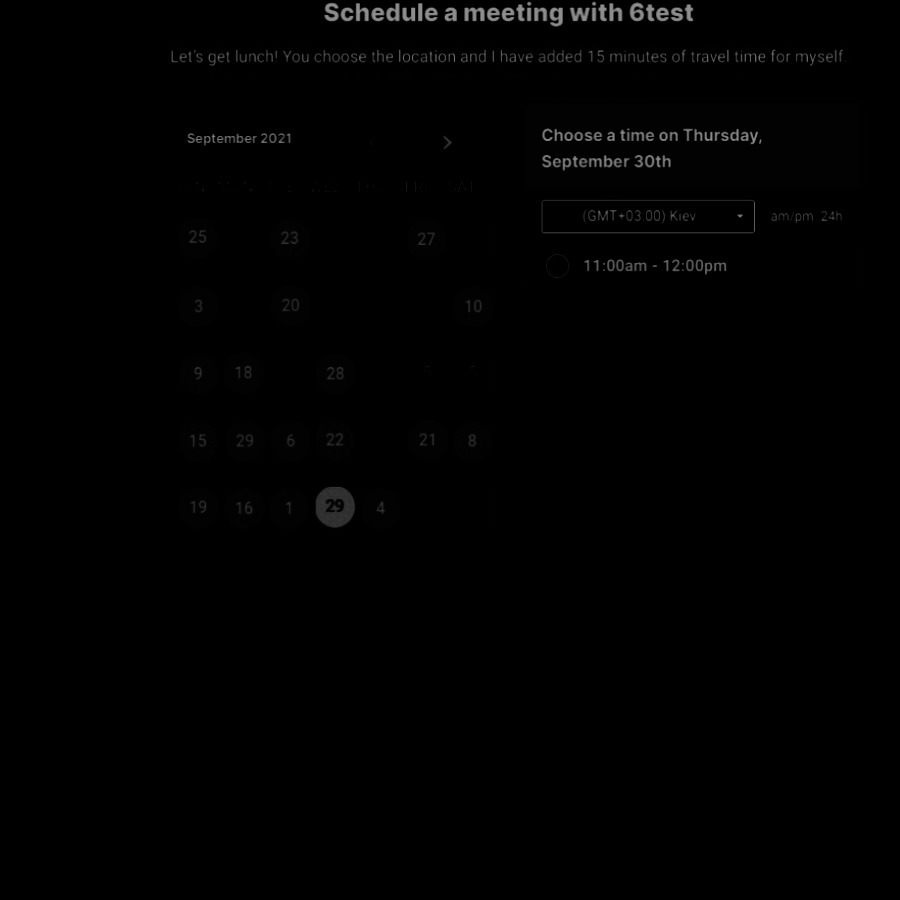 Schedule a meeting with 6test
Let's get lunch! You choose the location and I have added 15 minutes of travel time for myself.
September 2021
25 23 27
3 20 10
9 18 28
15 29 6 22 21 8
19 16 1 29 4
Choose a time on Thursday,
September 30th
(GMT+03:00) Kiev am/pm 24h
11:00am - 12:00pm